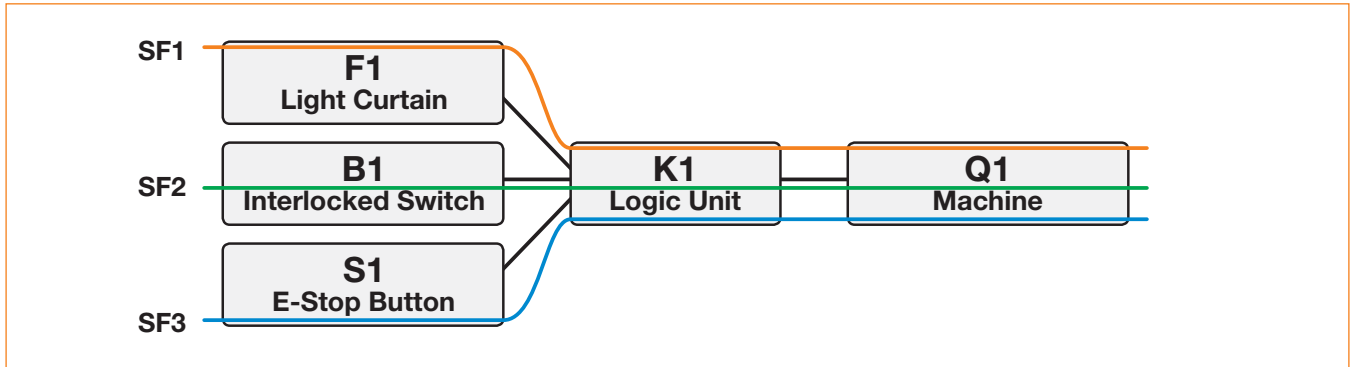 SF1
F1
Light Curtain
SF2
B1
Interlocked Switch
K1
Logic Unit
Q1
Machine
S1
E-Stop Button
SF3